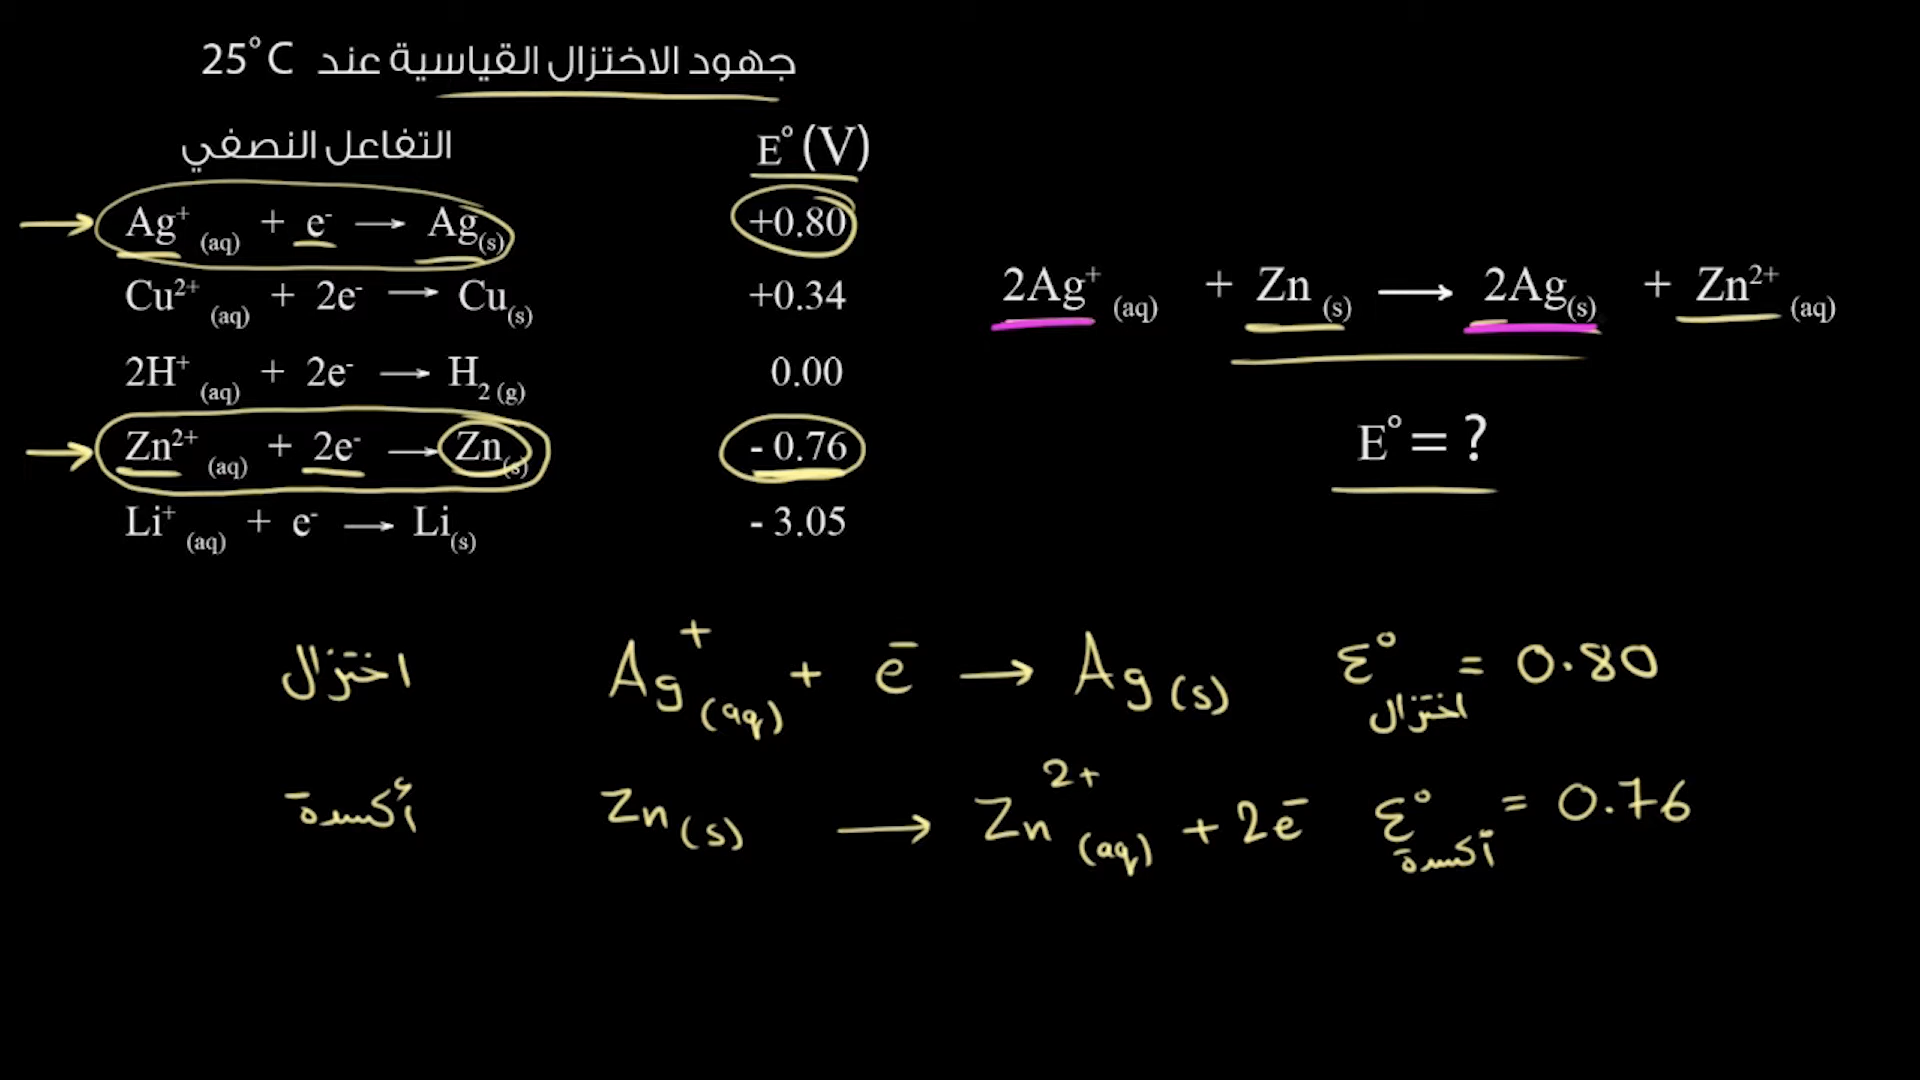 جهود الاختزال القياسية عند 25°C
التفاعل النصفي E°(V)
Ag⁺(aq) + e⁻ → Ag(s) +0.80
Cu²⁺(aq) + 2e⁻ → Cu(s) +0.34
2H⁺(aq) + 2e⁻ → H₂(g) 0.00
Zn²⁺(aq) + 2e⁻ → Zn(s) - 0.76
Li⁺(aq) + e⁻ → Li(s) - 3.05
2Ag⁺(aq) + Zn(s) → 2Ag(s) + Zn²⁺(aq)
E° = ?
اختزال Ag⁺(aq) + e⁻ → Ag(s) ε°اختزال = 0.80
أكسدة Zn(s) → Zn²⁺(aq) + 2e⁻ ε°أكسدة = 0.76